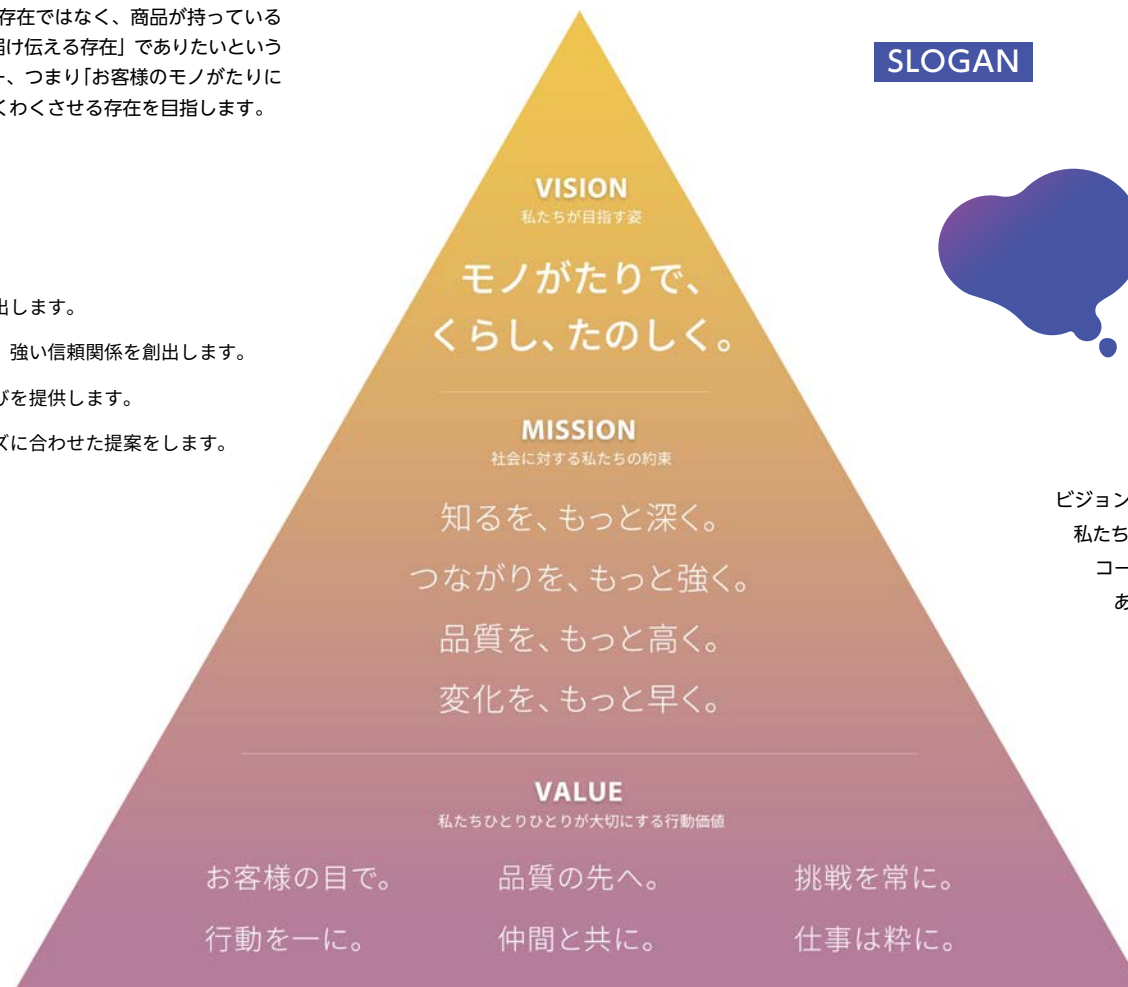 存在ではなく、商品が持っている
届け伝える存在」でありたいという
、つまり「お客様のモノがたりに
くわくさせる存在を目指します。
出します。
強い信頼関係を創出します。
びを提供します。
ズに合わせた提案をします。
VISION
私たちが目指す姿
モノがたりで、
くらし、たのしく。
MISSION
社会に対する私たちの約束
知るを、もっと深く。
つながりを、もっと強く。
品質を、もっと高く。
変化を、もっと早く。
VALUE
私たちひとりひとりが大切にする行動価値
お客様の目で。 品質の先へ。 挑戦を常に。
行動を一に。 仲間と共に。 仕事は粋に。
SLOGAN
ビジョン
私たち
コー
あ